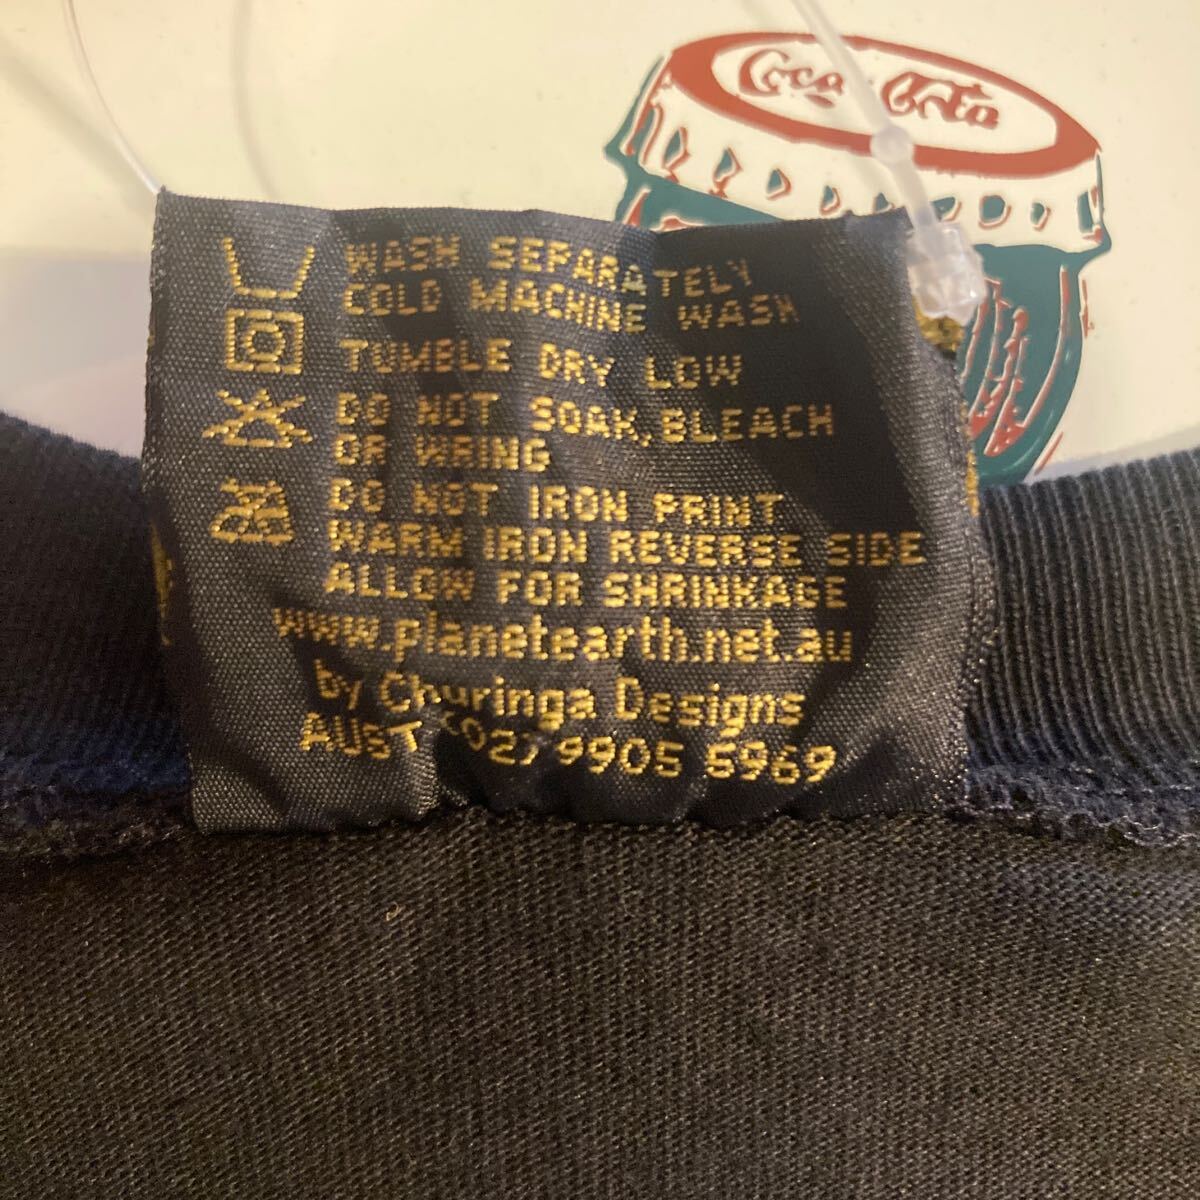 Coca-Cola
WASH SEPARATELY
COLD MACHINE WASH
TUMBLE DRY LOW
DO NOT SOAK, BLEACH
OR WRING
DO NOT IRON PRINT
WARM IRON REVERSE SIDE
ALLOW FOR SHRINKAGE
www.planetearth.net.au
by Churinga Designs
AUST (02) 9905 6969